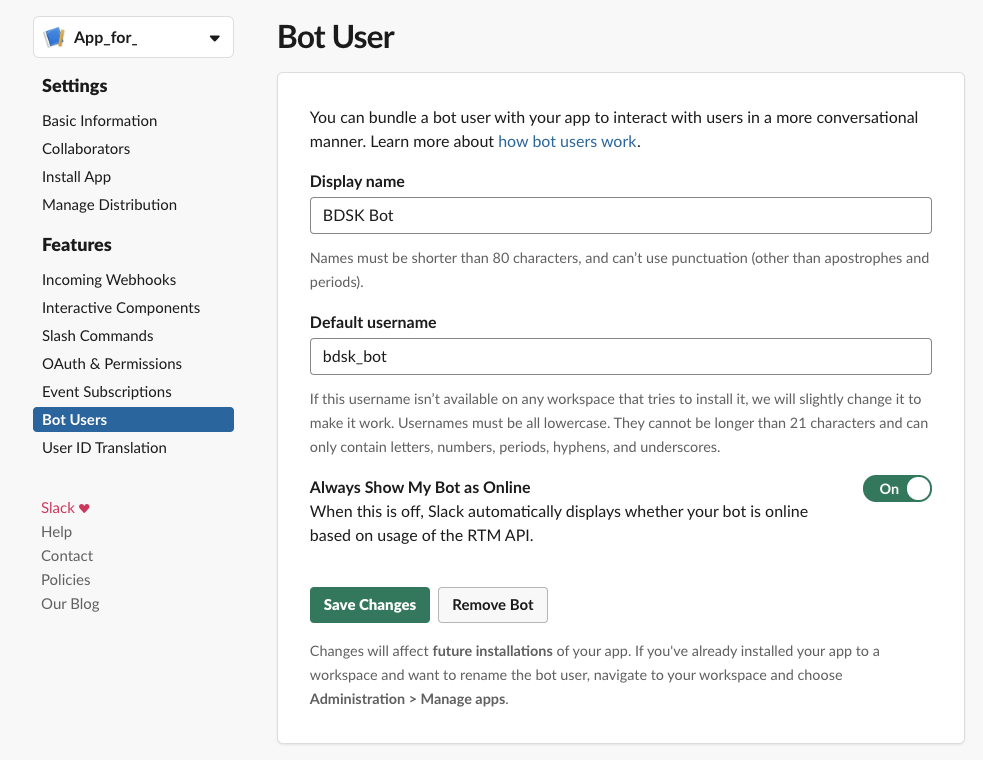 App_for_
Settings
Basic Information
Collaborators
Install App
Manage Distribution
Features
Incoming Webhooks
Interactive Components
Slash Commands
OAuth & Permissions
Event Subscriptions
Bot Users
User ID Translation
Slack ♥
Help
Contact
Policies
Our Blog
Bot User
You can bundle a bot user with your app to interact with users in a more conversational
manner. Learn more about how bot users work.
Display name
BDSK Bot
Names must be shorter than 80 characters, and can’t use punctuation (other than apostrophes and
periods).
Default username
bdsk_bot
If this username isn’t available on any workspace that tries to install it, we will slightly change it to
make it work. Usernames must be all lowercase. They cannot be longer than 21 characters and can
only contain letters, numbers, periods, hyphens, and underscores.
Always Show My Bot as Online
On
When this is off, Slack automatically displays whether your bot is online
based on usage of the RTM API.
Save Changes
Remove Bot
Changes will affect future installations of your app. If you've already installed your app to a
workspace and want to rename the bot user, navigate to your workspace and choose
Administration > Manage apps.